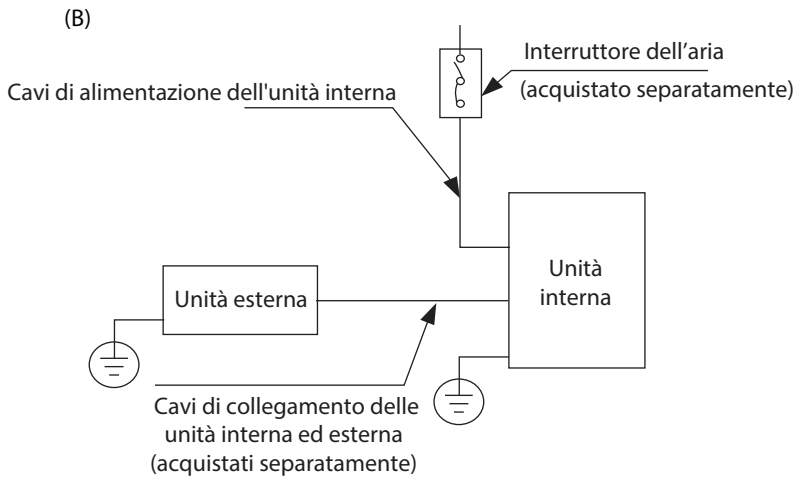 (B)
Interruttore dell’aria
(acquistato separatamente)
Cavi di alimentazione dell'unità interna
Unità
interna
Unità esterna
Cavi di collegamento delle
unità interna ed esterna
(acquistati separatamente)